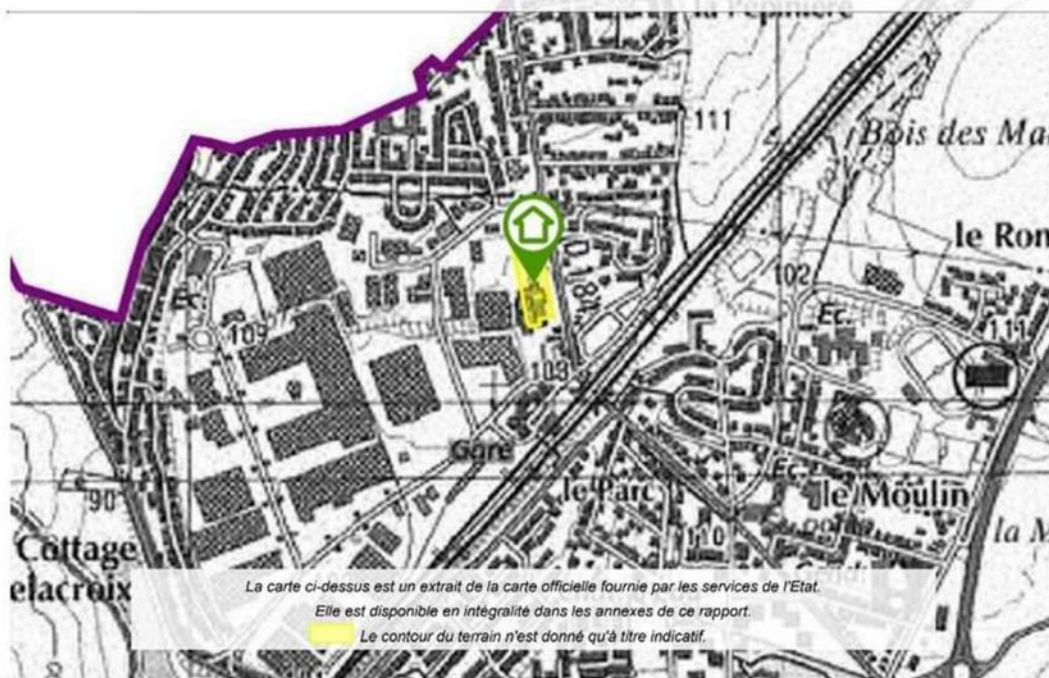 la Pépinière
111
Bois des Ma
le Ron
102
Ec.
Ec.
184
109
111
103
Gare
Ec.
le Parc
le Moulin
90
110
la M
Cottage
elacroix
La carte ci-dessus est un extrait de la carte officielle fournie par les services de l'Etat.
Elle est disponible en intégralité dans les annexes de ce rapport.
Le contour du terrain n'est donné qu'à titre indicatif.